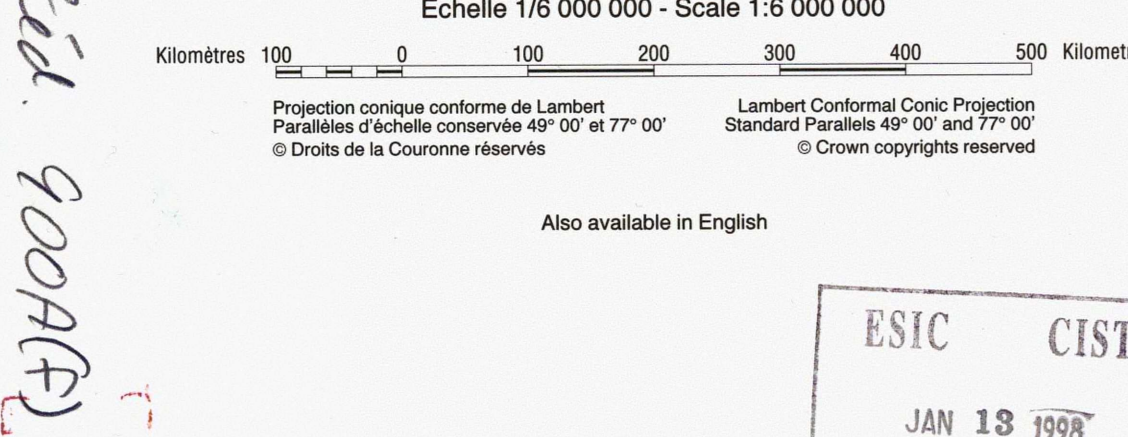 Échelle 1/6 000 000 - Scale 1:6 000 000
Kilomètres 100 0 100 200 300 400 500 Kilometr
Projection conique conforme de Lambert
Parallèles d'échelle conservée 49° 00' et 77° 00'
© Droits de la Couronne réservés
Lambert Conformal Conic Projection
Standard Parallels 49° 00' and 77° 00'
© Crown copyrights reserved
Also available in English
ESIC CIST
JAN 13 1998
éd. 900A(F)